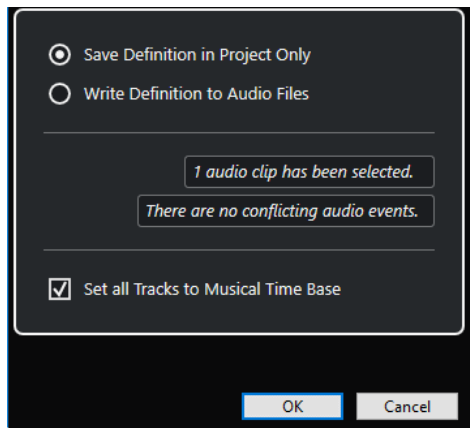 Save Definition in Project Only
Write Definition to Audio Files
1 audio clip has been selected.
There are no conflicting audio events.
Set all Tracks to Musical Time Base
OK
Cancel